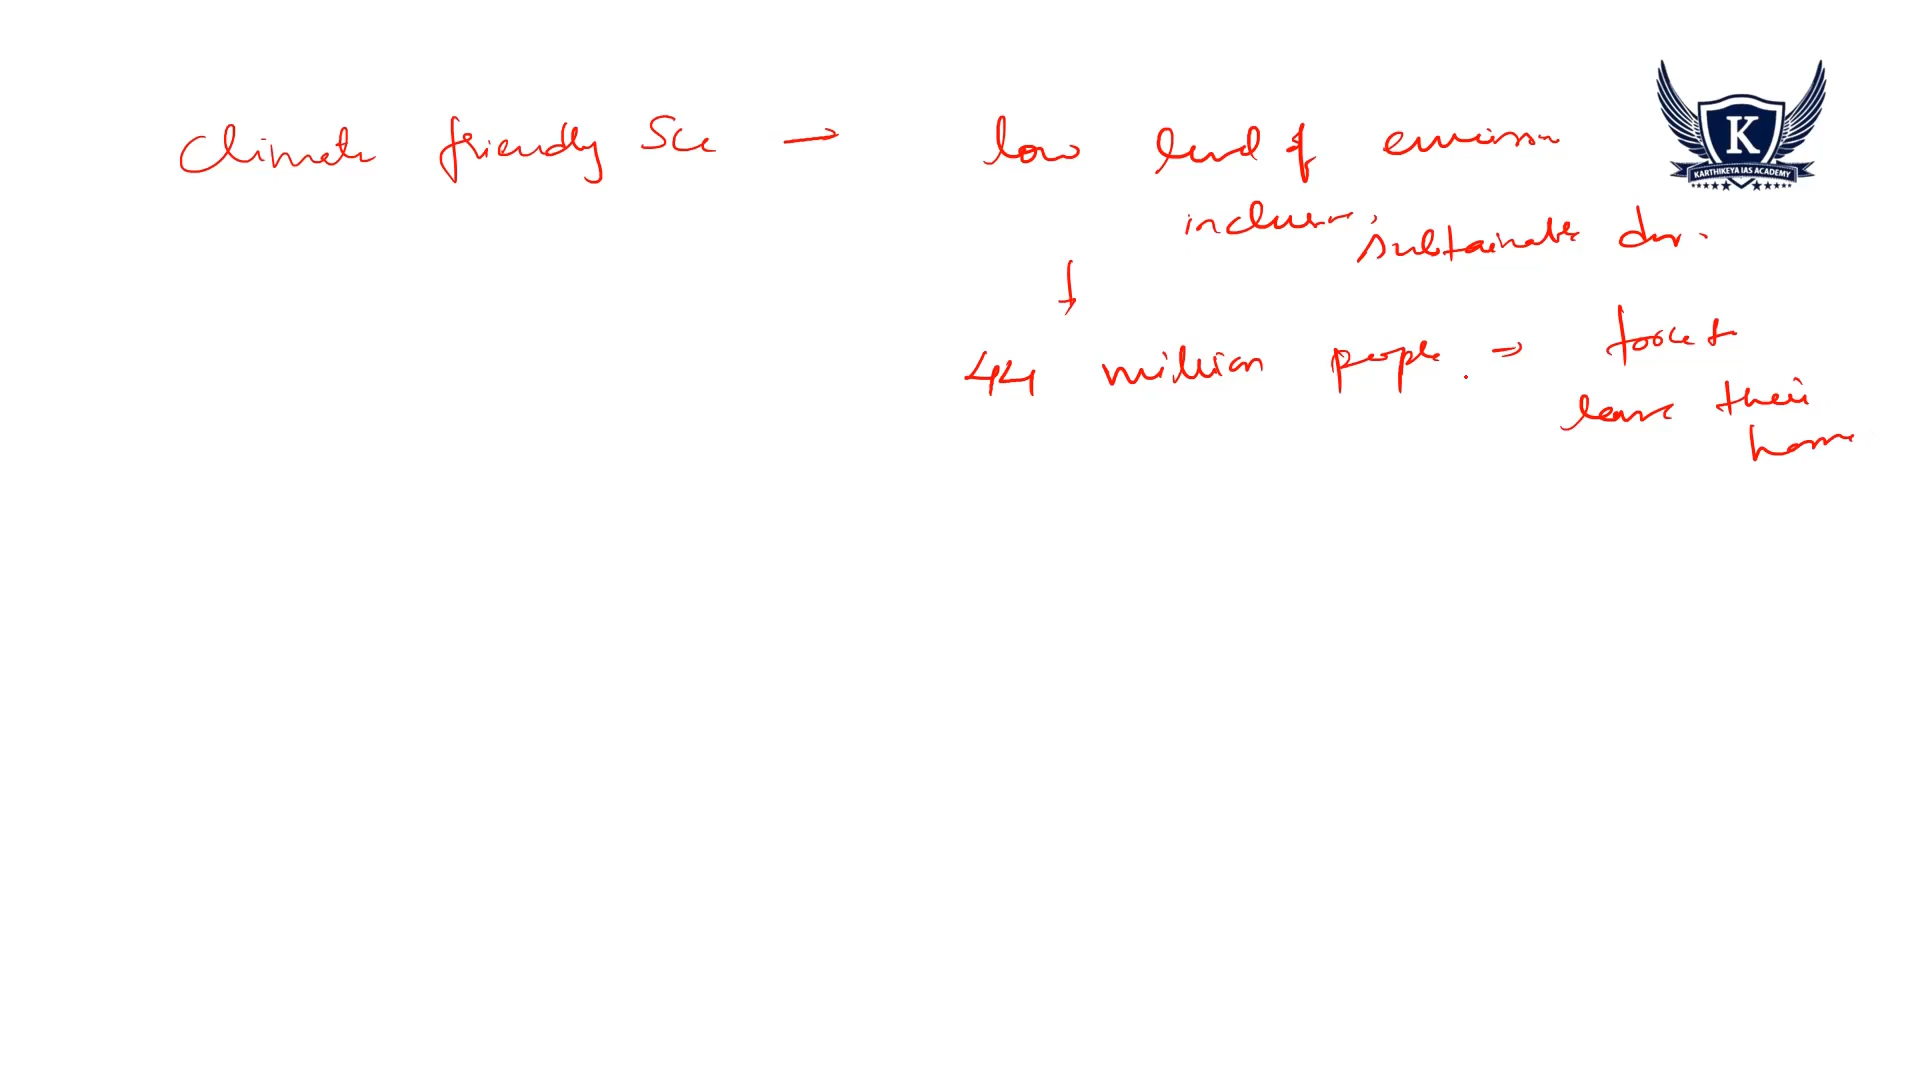 Climate friendly Sce → low level of emission
inclusive, sustainable dev.
↓
44 million people → forced
leave their
home
K
KARTHIKEYA IAS ACADEMY